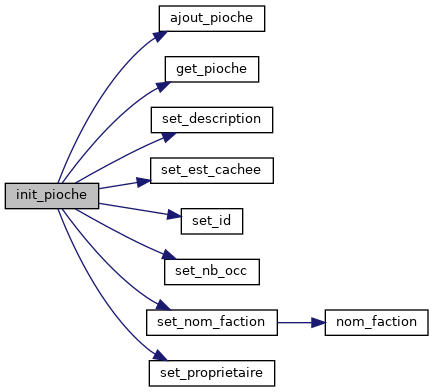 ajout_pioche
get_pioche
set_description
set_est_cachee
init_pioche
set_id
set_nb_occ
set_nom_faction
nom_faction
set_proprietaire